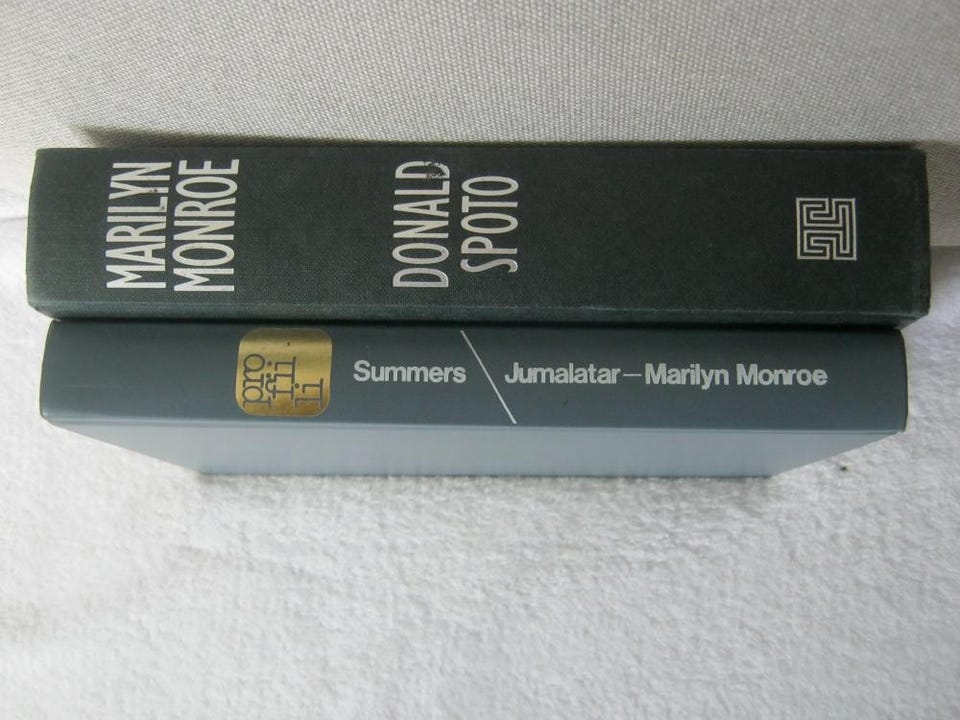 MARILYN
MONROE
DONALD
SPOTO
pro
fii
li
Summers
Jumalatar – Marilyn Monroe